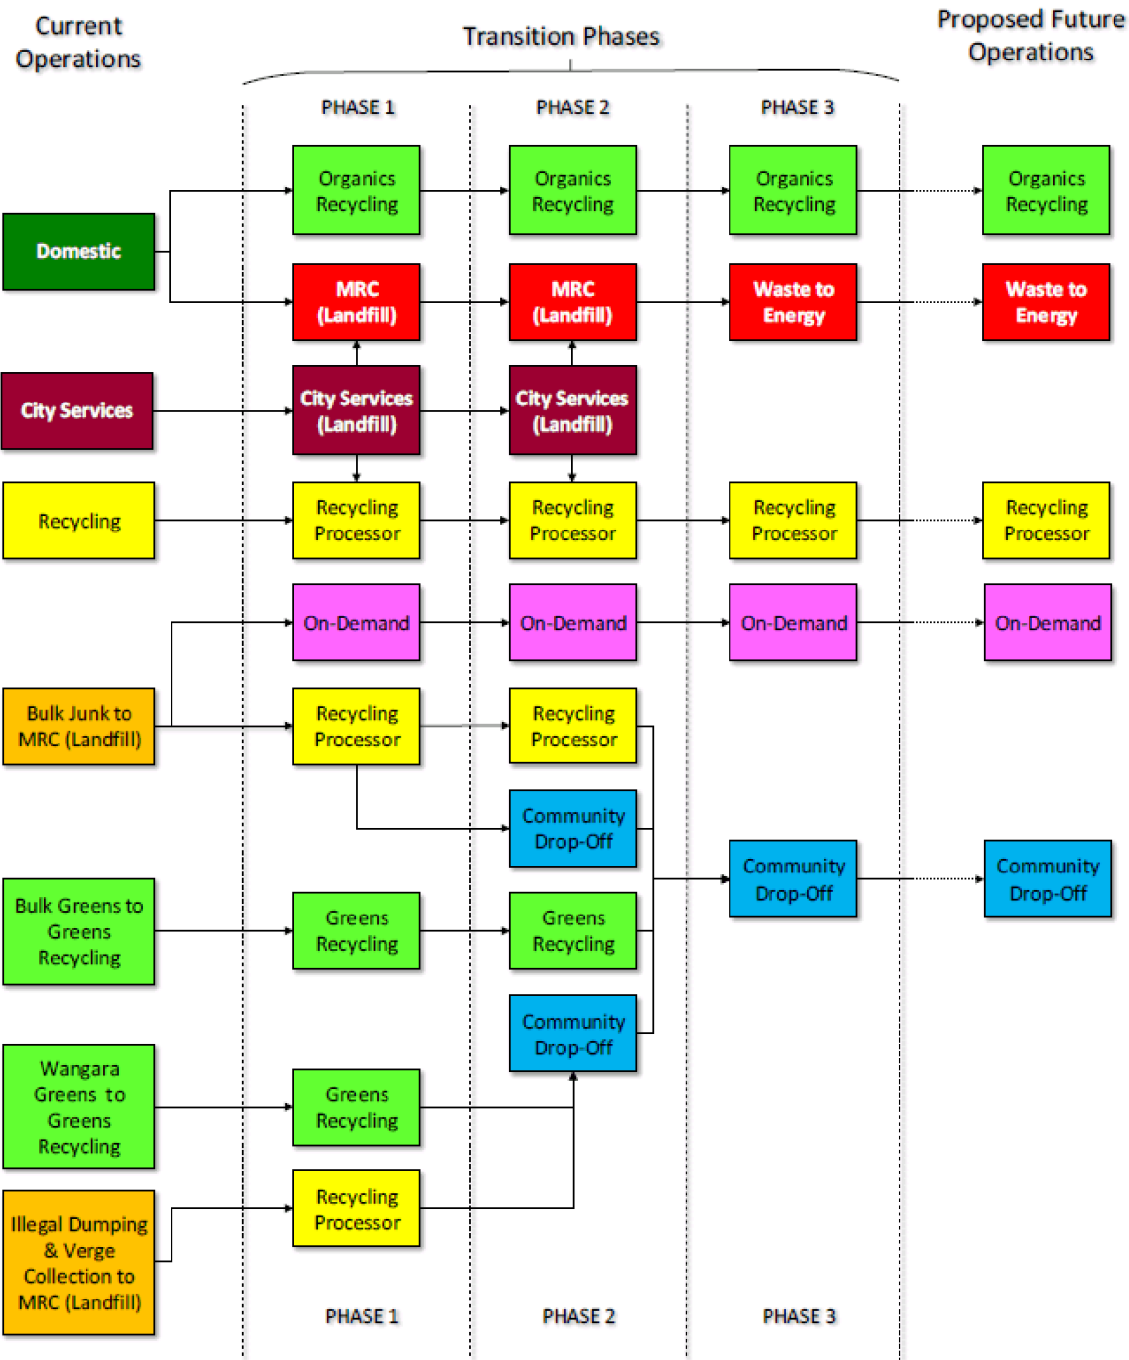 Current
Operations
Transition Phases
Proposed Future
Operations
PHASE 1
PHASE 2
PHASE 3
Organics
Recycling
Organics
Recycling
Organics
Recycling
Organics
Recycling
Domestic
MRC
(Landfill)
MRC
(Landfill)
Waste to
Energy
Waste to
Energy
City Services
City Services
(Landfill)
City Services
(Landfill)
Recycling
Recycling
Processor
Recycling
Processor
Recycling
Processor
Recycling
Processor
On-Demand
On-Demand
On-Demand
On-Demand
Bulk Junk to
MRC (Landfill)
Recycling
Processor
Recycling
Processor
Community
Drop-Off
Community
Drop-Off
Community
Drop-Off
Bulk Greens to
Greens
Recycling
Greens
Recycling
Greens
Recycling
Community
Drop-Off
Wangara
Greens to
Greens
Recycling
Greens
Recycling
Illegal Dumping
& Verge
Collection to
MRC (Landfill)
Recycling
Processor
PHASE 1
PHASE 2
PHASE 3